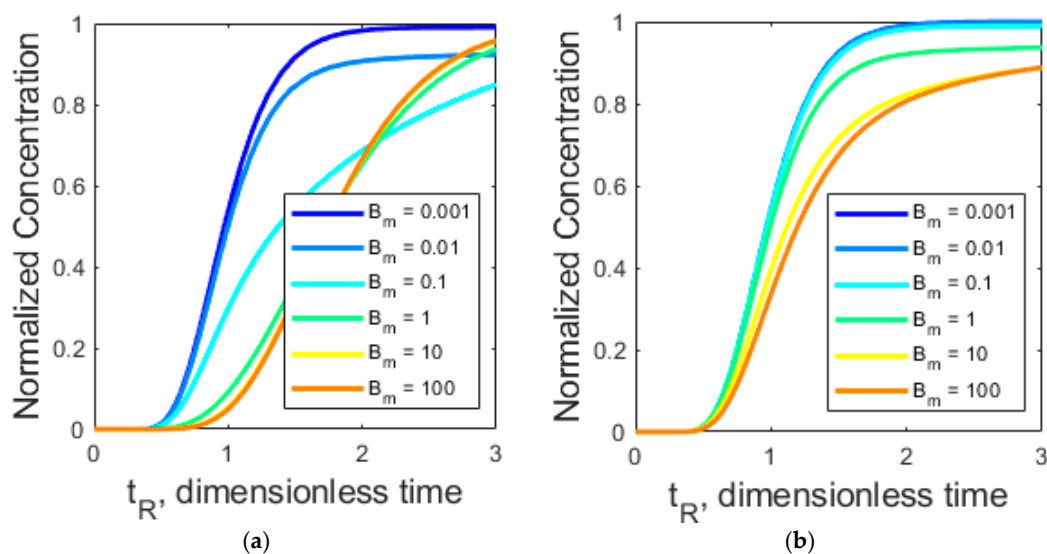 Normalized Concentration
1
0.8
0.6
0.4
0.2
0
B_m = 0.001
B_m = 0.01
B_m = 0.1
B_m = 1
B_m = 10
B_m = 100
0 1 2 3
t_R, dimensionless time
(a)
Normalized Concentration
1
0.8
0.6
0.4
0.2
0
B_m = 0.001
B_m = 0.01
B_m = 0.1
B_m = 1
B_m = 10
B_m = 100
0 1 2 3
t_R, dimensionless time
(b)